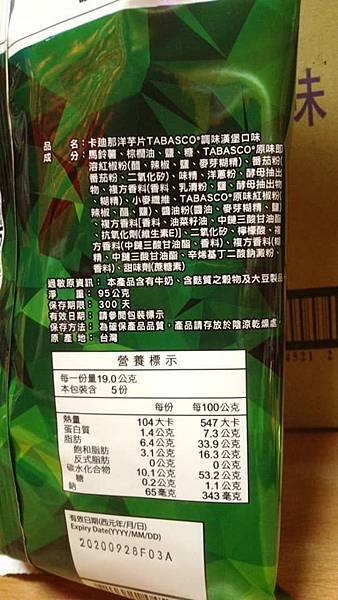 品　名：卡廸那洋芋片TABASCO®調味漢堡口味
成　分：馬鈴薯、棕櫚油、鹽、糖、TABASCO®原味即
溶紅椒粉(醋、辣椒、鹽、麥芽糊精)、番茄粉(
番茄粉、二氧化矽)、味精、洋蔥粉、酵母抽出
物、複方香料(香料、乳清粉、鹽、酵母抽出物
、糊精)、小麥纖維、TABASCO®原味紅椒粉(
辣椒、醋、鹽)、醬油粉(醬油、麥芽糊精、鹽)
、複方香料(香料、油菜籽油、中鏈三酸甘油酯
、抗氧化劑(維生素E))、二氧化矽、檸檬酸、複
方香料(中鏈三酸甘油酯、香料)、複方香料(糊
精、中鏈三酸甘油酯、辛烯基丁二酸鈉澱粉、
香料)、甜味劑(蔗糖素)
過敏原資訊：本產品含有牛奶、含麩質之穀物及大豆製品
淨　重：95公克
保存期限：300天
有效日期：請參閱包裝標示
保存方法：為確保產品品質，產品請存放於陰涼乾燥處
原產地：台灣
營養標示
每一份量19.0公克
本包裝含　5份
每份　每100公克
熱量　104大卡　547大卡
蛋白質　1.4公克　7.3公克
脂肪　6.4公克　33.9公克
飽和脂肪　3.1公克　16.3公克
反式脂肪　0公克　0公克
碳水化合物　10.1公克　53.2公克
糖　0.2公克　1.1公克
鈉　65毫克　343毫克
有效日期(西元年/月/日)
Expiry Date(YYYY/MM/DD)
20200928F03A
味
4521 2